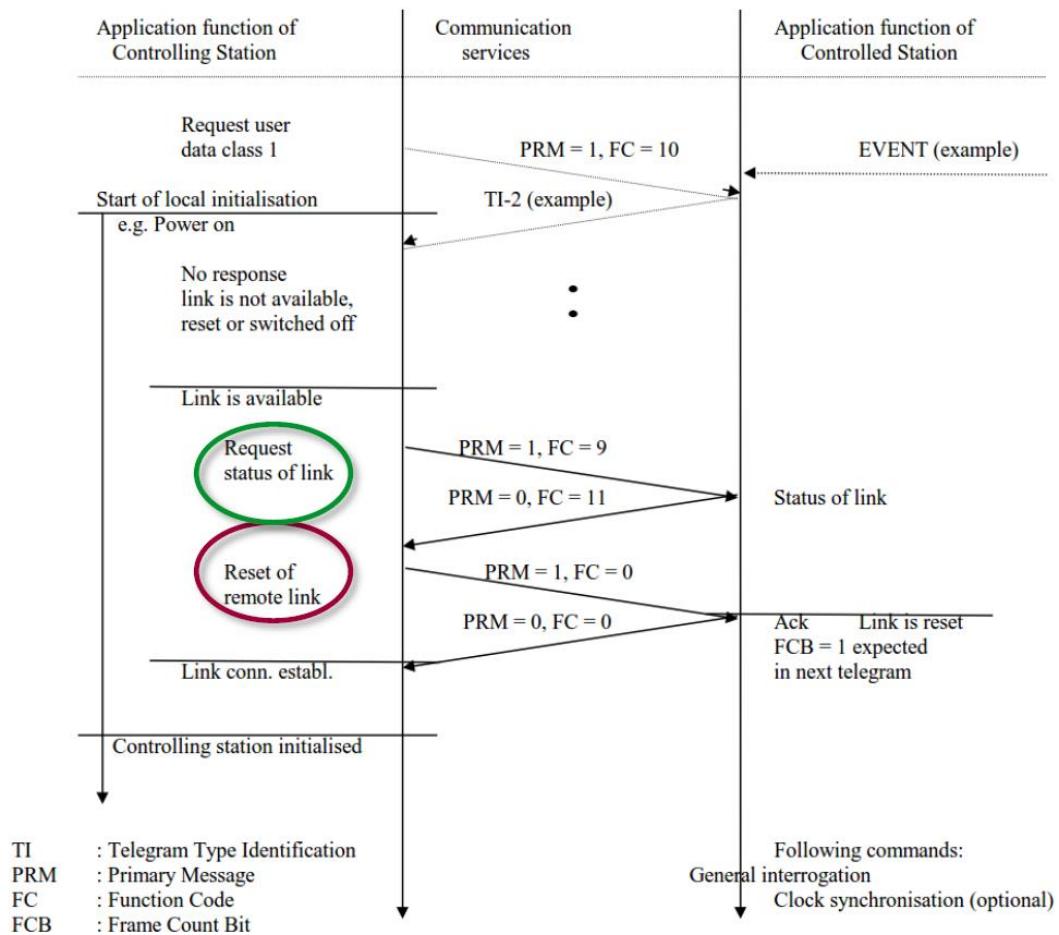 Application function of
Controlling Station
Communication
services
Application function of
Controlled Station
Request user
data class 1
PRM = 1, FC = 10
EVENT (example)
Start of local initialisation
e.g. Power on
TI-2 (example)
No response
link is not available,
reset or switched off
Link is available
Request
status of link
PRM = 1, FC = 9
PRM = 0, FC = 11
Status of link
Reset of
remote link
PRM = 1, FC = 0
PRM = 0, FC = 0
Ack Link is reset
FCB = 1 expected
in next telegram
Link conn. establ.
Controlling station initialised
TI : Telegram Type Identification
PRM : Primary Message
FC : Function Code
FCB : Frame Count Bit
Following commands:
General interrogation
Clock synchronisation (optional)